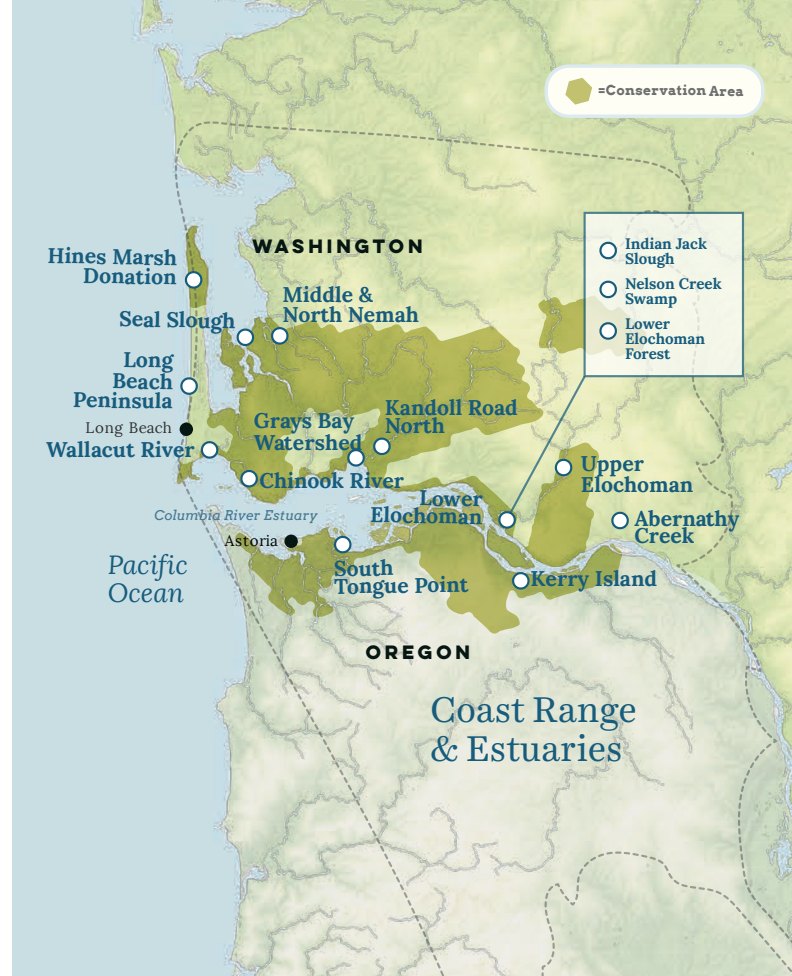 =Conservation Area
WASHINGTON
Hines Marsh
Donation
Indian Jack
Slough
Nelson Creek
Swamp
Lower
Elochoman
Forest
Middle &
North Nemah
Seal Slough
Long
Beach
Peninsula
Long Beach
Wallacut River
Grays Bay
Watershed
Kandoll Road
North
Chinook River
Lower
Elochoman
Upper
Elochoman
Abernathy
Creek
Columbia River Estuary
Astoria
Pacific
Ocean
South
Tongue Point
Kerry Island
OREGON
Coast Range
& Estuaries